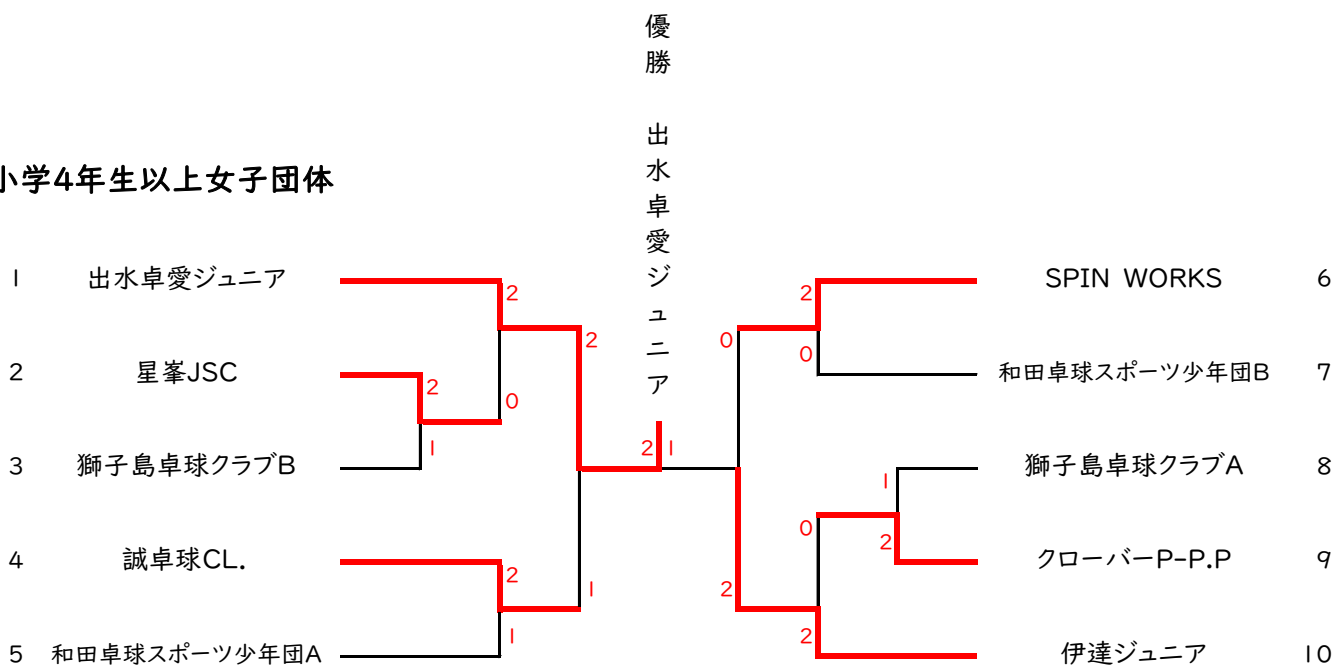 優勝 出水卓愛ジュニア
小学4年生以上女子団体
1 出水卓愛ジュニア
2 星峯JSC
3 獅子島卓球クラブB
4 誠卓球CL.
5 和田卓球スポーツ少年団A
2
2
0
1
2
1
2
1
2
1
0
2
2
0
1
2
0
2
SPIN WORKS 6
和田卓球スポーツ少年団B 7
獅子島卓球クラブA 8
クローバーP-P.P 9
伊達ジュニア 10